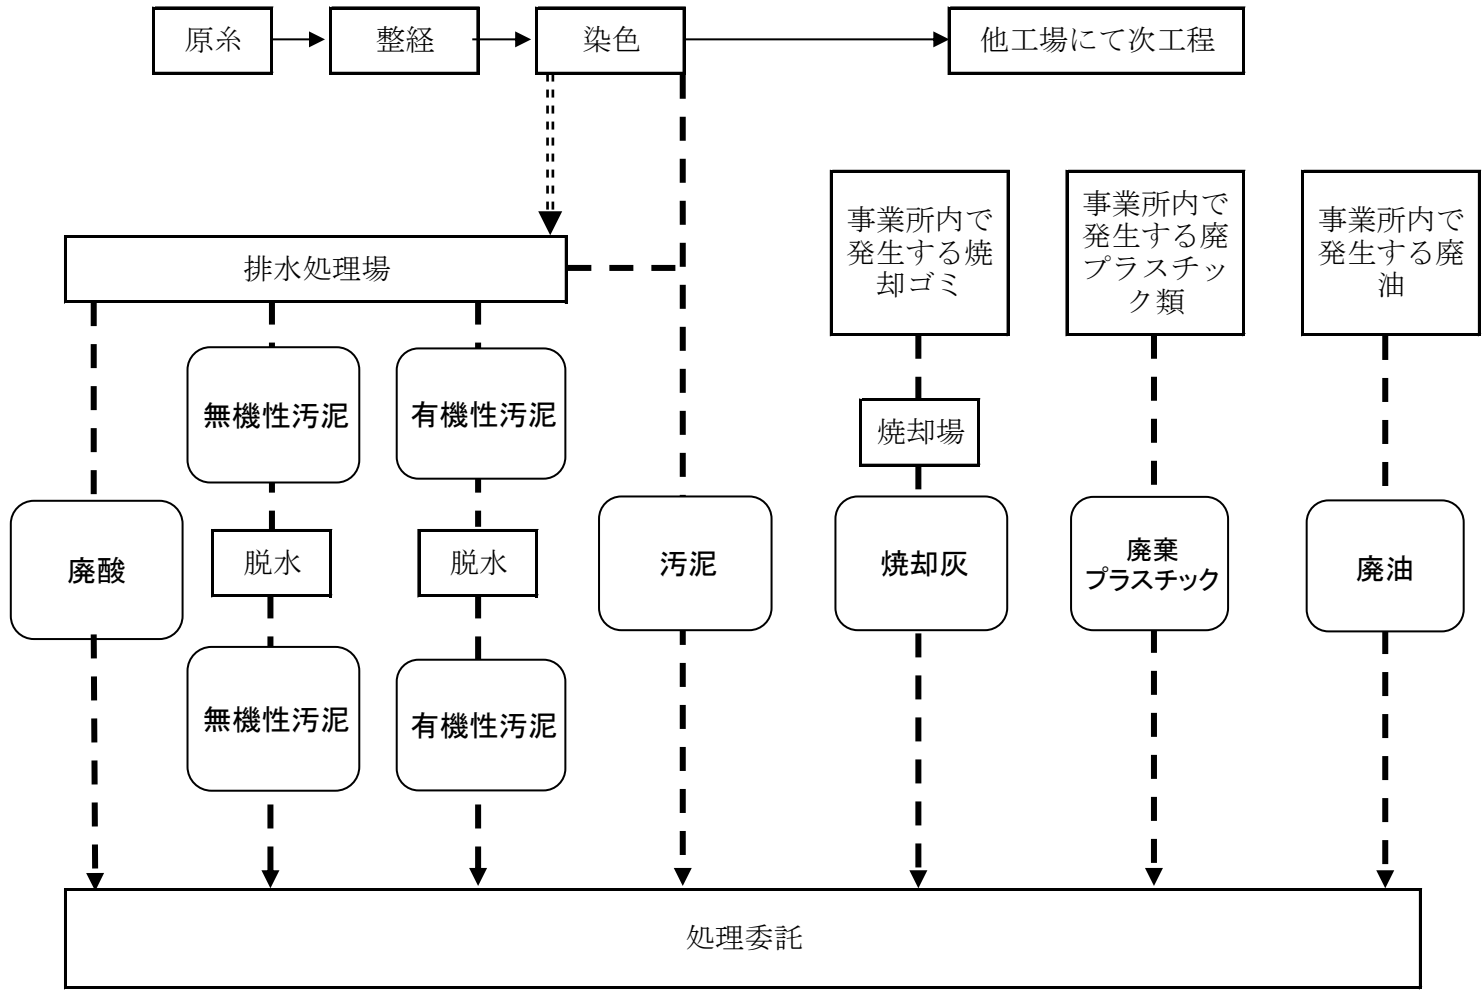 原糸
整経
染色
他工場にて次工程
排水処理場
事業所内で
発生する焼
却ゴミ
事業所内で
発生する廃
プラスチッ
ク類
事業所内で
発生する廃
油
無機性汚泥
有機性汚泥
焼却場
廃酸
脱水
脱水
汚泥
焼却灰
廃棄
プラスチック
廃油
無機性汚泥
有機性汚泥
処理委託